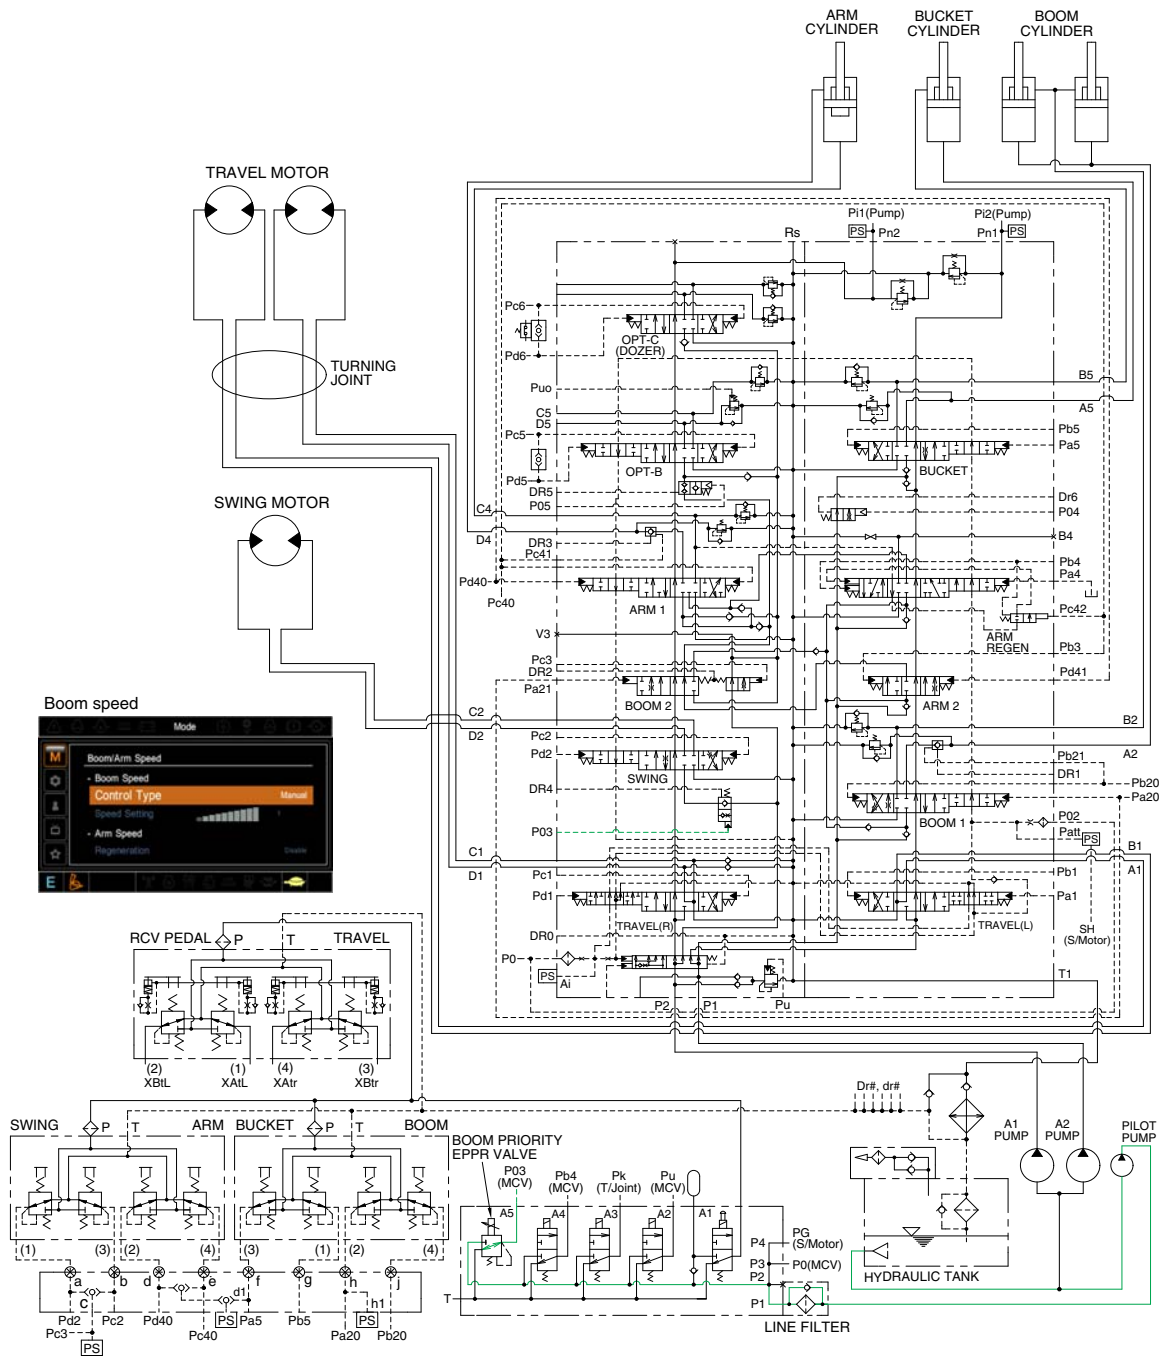 ARM
CYLINDER
BUCKET
CYLINDER
BOOM
CYLINDER
TRAVEL MOTOR
Pi1(Pump)
Pi2(Pump)
Rs
PS
Pn2
Pn1
PS
Pc6
OPT-C
(DOZER)
Pd6
TURNING
JOINT
Puo
B5
C5
A5
D5
Pc5
Pb5
Pa5
OPT-B
BUCKET
Pd5
DR5
Dr6
SWING MOTOR
C4
P05
P04
D4
DR3
B4
Pc41
Pb4
Pd40
Pa4
Pc40
ARM 1
Pc42
ARM
REGEN
V3
Pb3
Pc3
DR2
Pd41
Pa21
BOOM 2
ARM 2
Boom speed
C2
B2
D2
Pc2
A2
Pd2
Pb21
SWING
DR1
Pb20
DR4
Pa20
BOOM 1
P02
P03
Patt
PS
C1
B1
D1
A1
Pc1
Pb1
Pd1
Pa1
TRAVEL(R)
TRAVEL(L)
SH
(S/Motor)
DR0
P0
PS
Ai
T1
P2
P1
Pu
Mode
M
Boom/Arm Speed
- Boom Speed
Control Type
Manual
Speed Setting
1
- Arm Speed
Regeneration
Disable
E
RCV PEDAL
P
T
TRAVEL
(2)
(1)
(4)
(3)
XBtL
XAtL
XAtr
XBtr
Dr#, dr#
SWING
P
T
ARM
BUCKET
P
T
BOOM
A1
PUMP
A2
PUMP
PILOT
PUMP
BOOM PRIORITY
EPPR VALVE
P03
(MCV)
Pb4
(MCV)
Pk
(T/Joint)
Pu
(MCV)
A5
A4
A3
A2
A1
PG
P4
(S/Motor)
P3
P0(MCV)
P2
P1
T
LINE FILTER
HYDRAULIC TANK
(1)
(3)
(2)
(4)
(3)
(1)
(2)
(4)
a
b
d
e
f
g
h
j
c
d1
h1
Pd2
Pc2
Pd40
PS
Pa5
Pb5
PS
Pc3
Pc40
Pa20
Pb20
PS